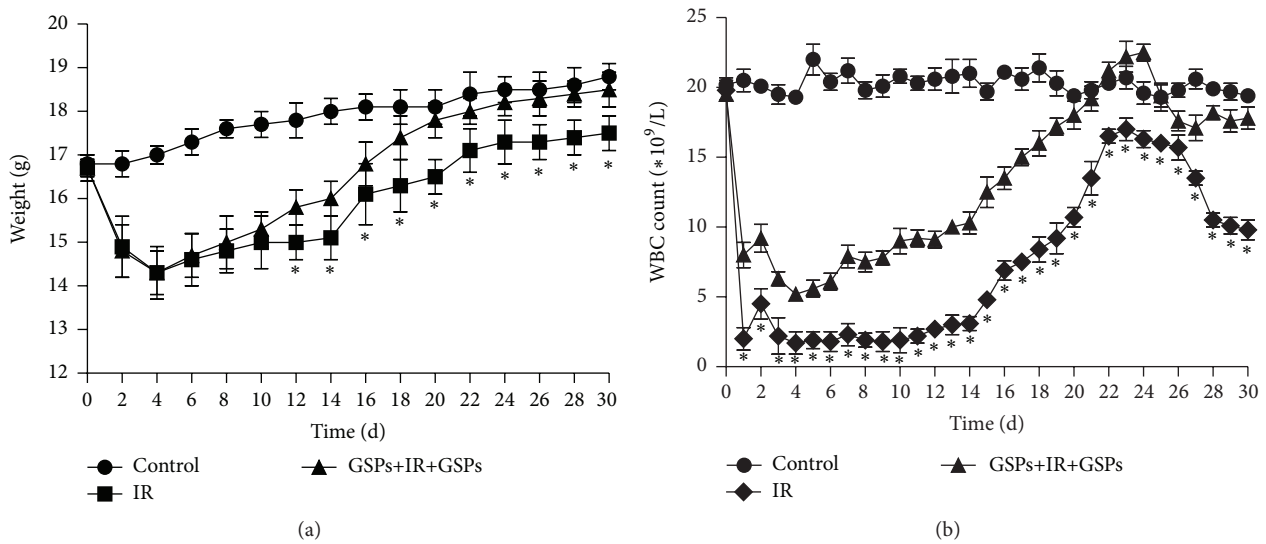 20
19
18
17
16
15
14
13
12
Weight (g)
* * * * * * * * * *
0 2 4 6 8 10 12 14 16 18 20 22 24 26 28 30
Time (d)
Control
GSPs+IR+GSPs
IR
(a)
25
20
15
10
5
0
WBC count (∗10⁹/L)
* * * * * * * * * * * * * * * * * * * * * * * * * * * * * *
0 2 4 6 8 10 12 14 16 18 20 22 24 26 28 30
Time (d)
Control
GSPs+IR+GSPs
IR
(b)